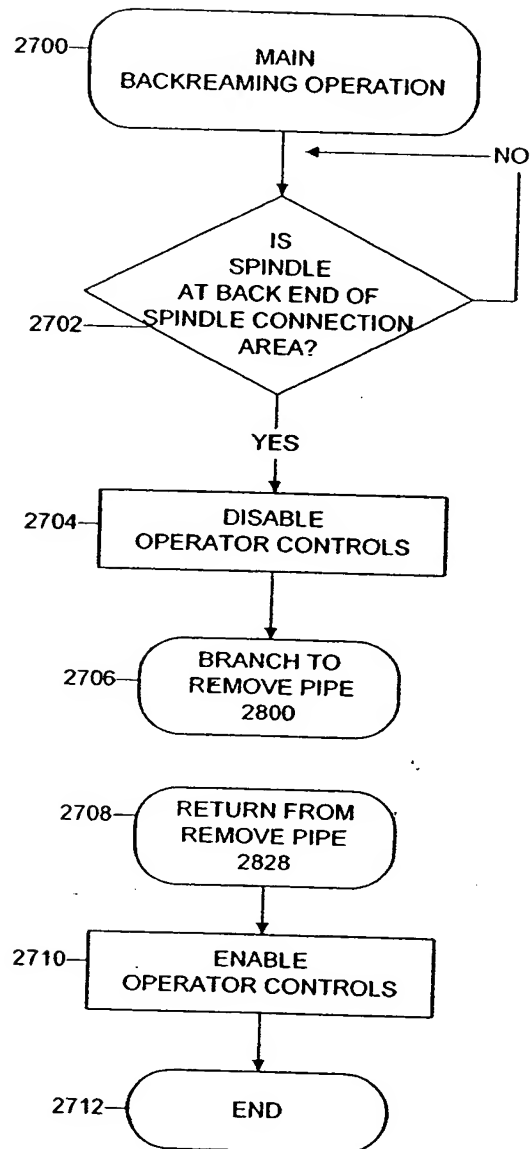 2700
MAIN
BACKREAMING OPERATION
NO
IS
SPINDLE
AT BACK END OF
2702
SPINDLE CONNECTION
AREA?
YES
2704
DISABLE
OPERATOR CONTROLS
2706
BRANCH TO
REMOVE PIPE
2800
2708
RETURN FROM
REMOVE PIPE
2828
2710
ENABLE
OPERATOR CONTROLS
2712
END